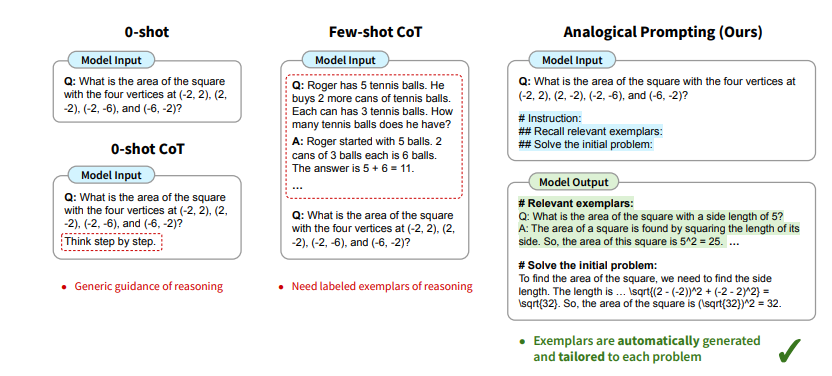 0-shot
Model Input
Q: What is the area of the square
with the four vertices at (-2, 2), (2,
-2), (-2, -6), and (-6, -2)?
0-shot CoT
Model Input
Q: What is the area of the square
with the four vertices at (-2, 2), (2,
-2), (-2, -6), and (-6, -2)?
Think step by step.
• Generic guidance of reasoning
Few-shot CoT
Model Input
Q: Roger has 5 tennis balls. He
buys 2 more cans of tennis balls.
Each can has 3 tennis balls. How
many tennis balls does he have?
A: Roger started with 5 balls. 2
cans of 3 balls each is 6 balls.
The answer is 5 + 6 = 11.
...
Q: What is the area of the square
with the four vertices at (-2, 2), (2,
-2), (-2, -6), and (-6, -2)?
• Need labeled exemplars of reasoning
Analogical Prompting (Ours)
Model Input
Q: What is the area of the square with the four vertices at
(-2, 2), (2, -2), (-2, -6), and (-6, -2)?
# Instruction:
## Recall relevant exemplars:
## Solve the initial problem:
Model Output
# Relevant exemplars:
Q: What is the area of the square with a side length of 5?
A: The area of a square is found by squaring the length of its
side. So, the area of this square is 5^2 = 25. ...
# Solve the initial problem:
To find the area of the square, we need to find the side
length. The length is ... \sqrt{(2 - (-2))^2 + (-2 - 2)^2} =
\sqrt{32}. So, the area of the square is (\sqrt{32})^2 = 32.
• Exemplars are automatically generated
and tailored to each problem